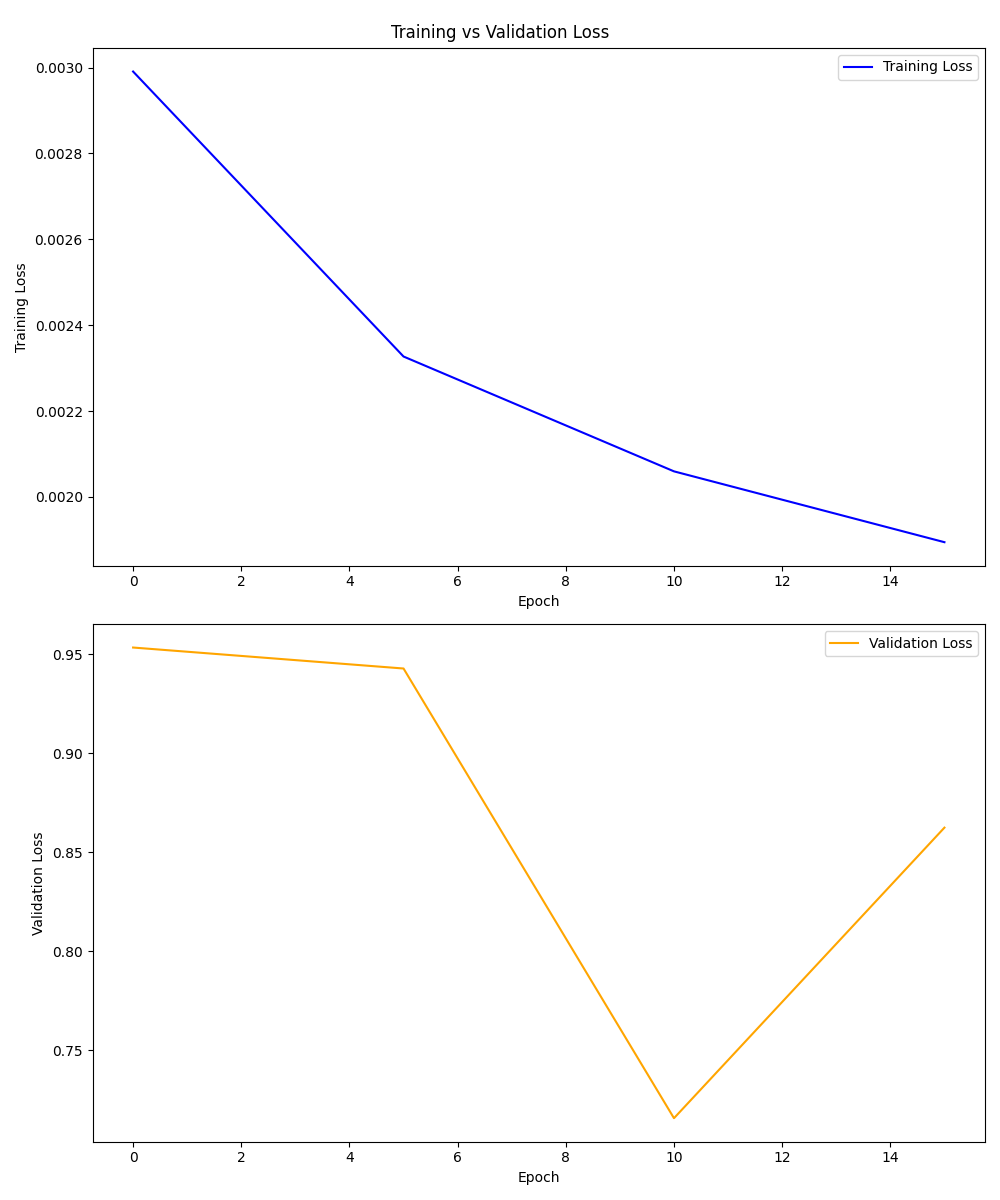 Training vs Validation Loss
Training Loss
0.0030
0.0028
0.0026
0.0024
0.0022
0.0020
Training Loss
0 2 4 6 8 10 12 14
Epoch
Validation Loss
0.95
0.90
0.85
0.80
0.75
Validation Loss
0 2 4 6 8 10 12 14
Epoch